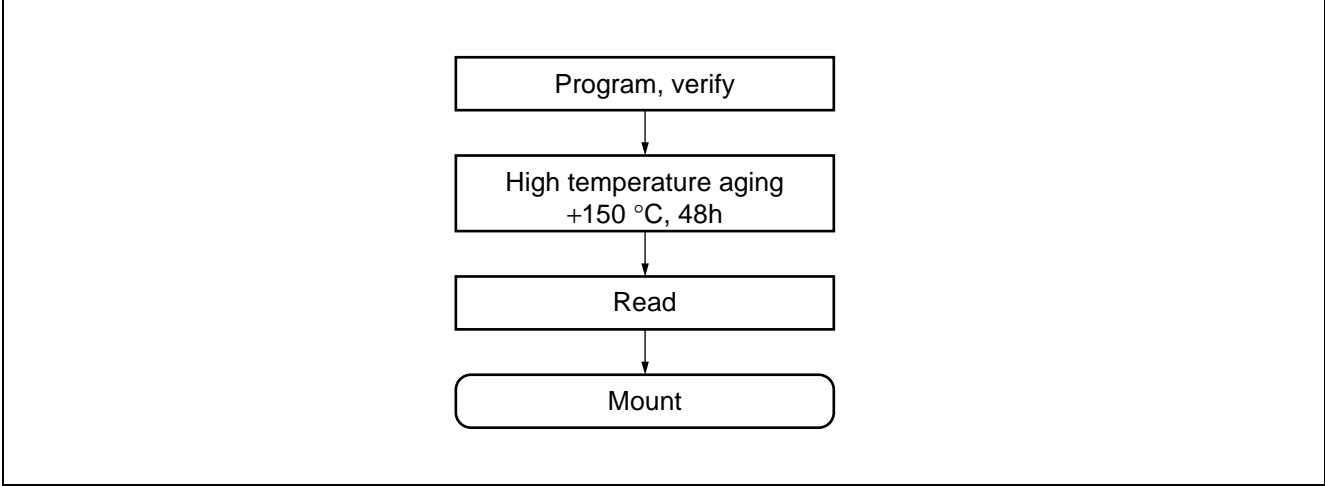 Program, verify
High temperature aging
+150 °C, 48h
Read
Mount